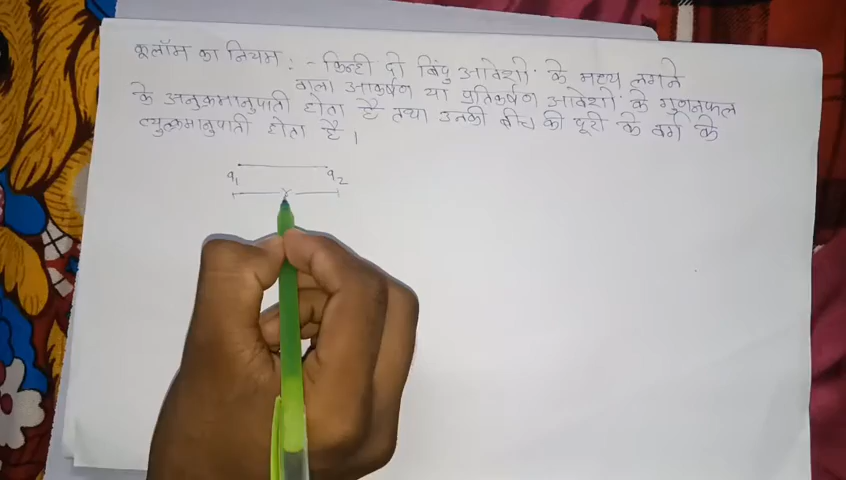 कूलॉम का नियम : - किन्ही दो बिंदु आवेशो के मध्य लगने
वाला आकर्षण या प्रतिकर्षण आवेशो के गुणनफल
के अनुक्रमानुपाती होता है तथा उनकी बीच की दूरी के वर्ग के
व्युत्क्रमानुपाती होता है।
q1 q2
r